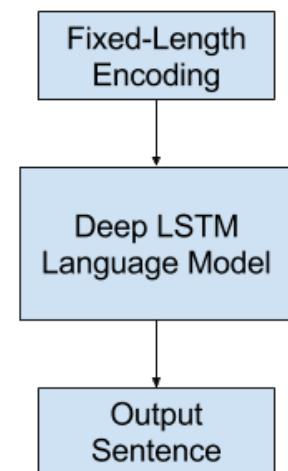 Fixed-Length
Encoding
Deep LSTM
Language Model
Output
Sentence